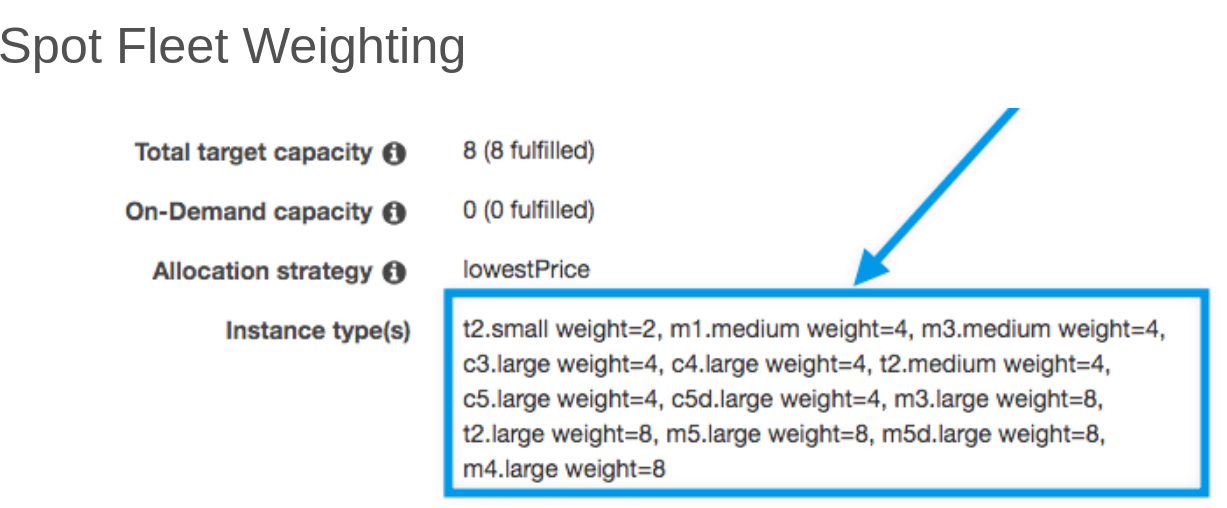 Spot Fleet Weighting
Total target capacity 8 (8 fulfilled)
On-Demand capacity 0 (0 fulfilled)
Allocation strategy lowestPrice
Instance type(s) t2.small weight=2, m1.medium weight=4, m3.medium weight=4,
c3.large weight=4, c4.large weight=4, t2.medium weight=4,
c5.large weight=4, c5d.large weight=4, m3.large weight=8,
t2.large weight=8, m5.large weight=8, m5d.large weight=8,
m4.large weight=8